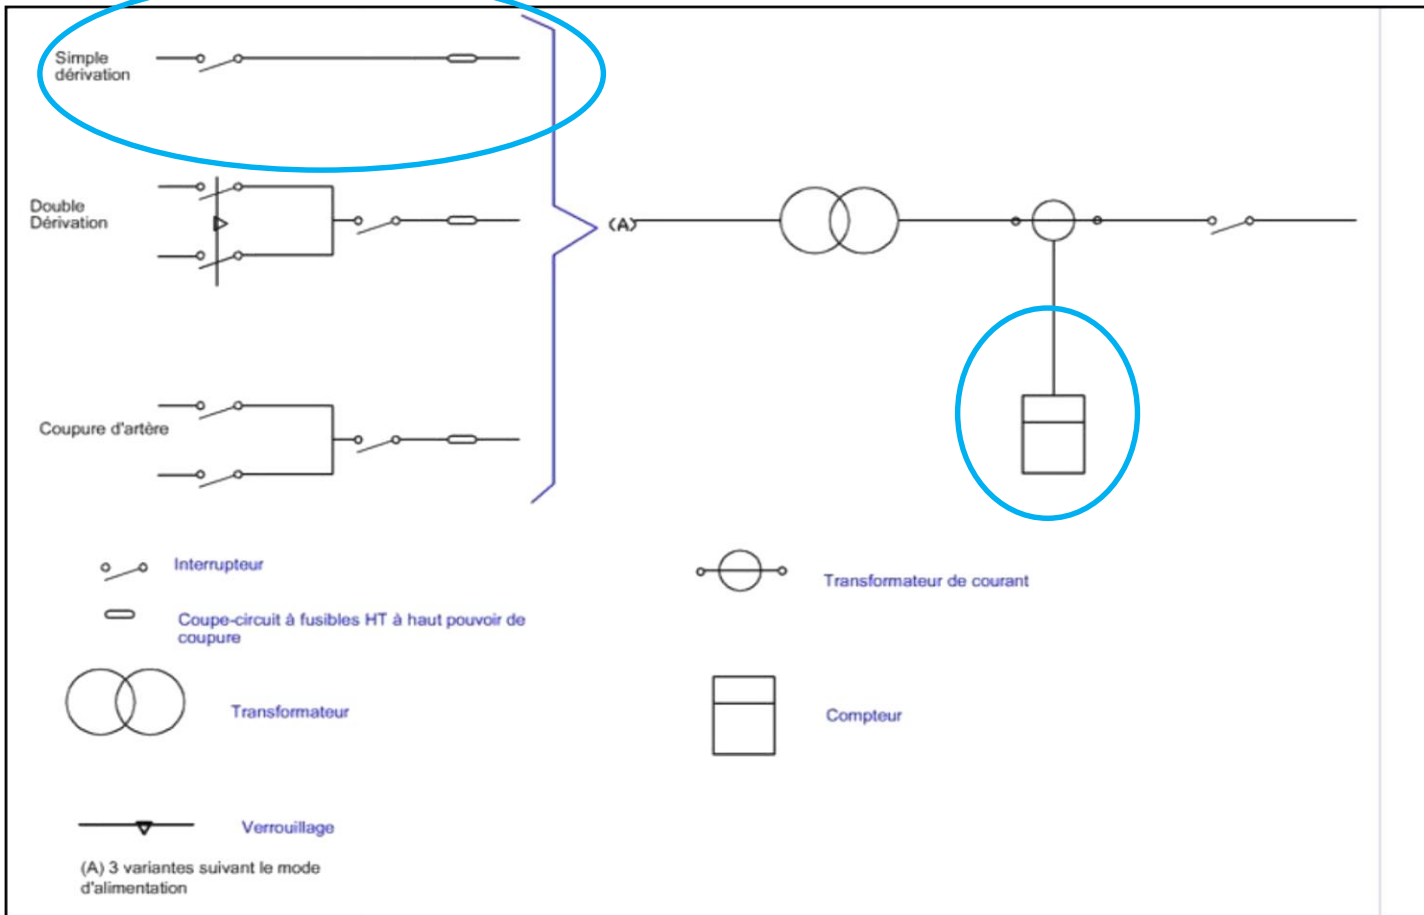 Simple
dérivation
Double
Dérivation
(A)
Coupure d'artère
Interrupteur
Coupe-circuit à fusibles HT à haut pouvoir de
coupure
Transformateur
Verrouillage
(A) 3 variantes suivant le mode
d'alimentation
Transformateur de courant
Compteur